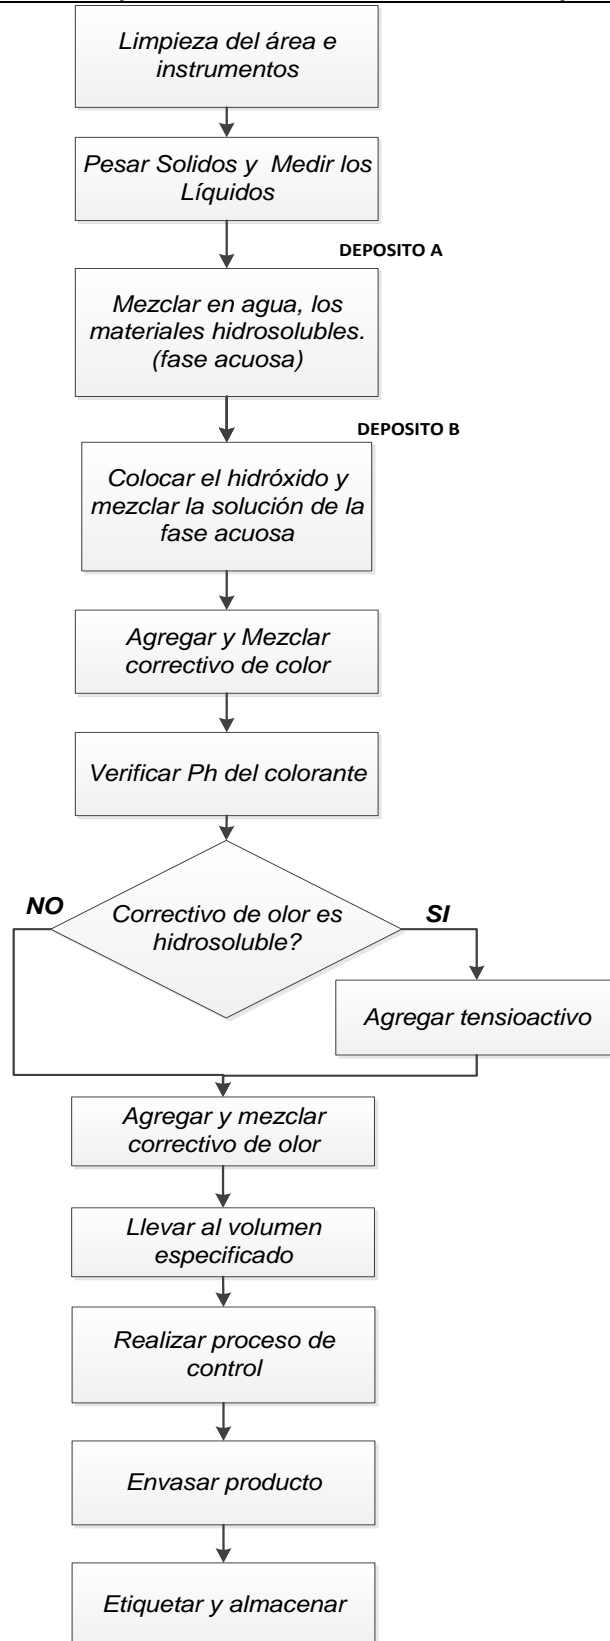 Limpieza del área e
instrumentos
Pesar Solidos y Medir los
Líquidos
DEPOSITO A
Mezclar en agua, los
materiales hidrosolubles.
(fase acuosa)
DEPOSITO B
Colocar el hidróxido y
mezclar la solución de la
fase acuosa
Agregar y Mezclar
correctivo de color
Verificar Ph del colorante
NO
Correctivo de olor es
hidrosoluble?
SI
Agregar tensioactivo
Agregar y mezclar
correctivo de olor
Llevar al volumen
especificado
Realizar proceso de
control
Envasar producto
Etiquetar y almacenar